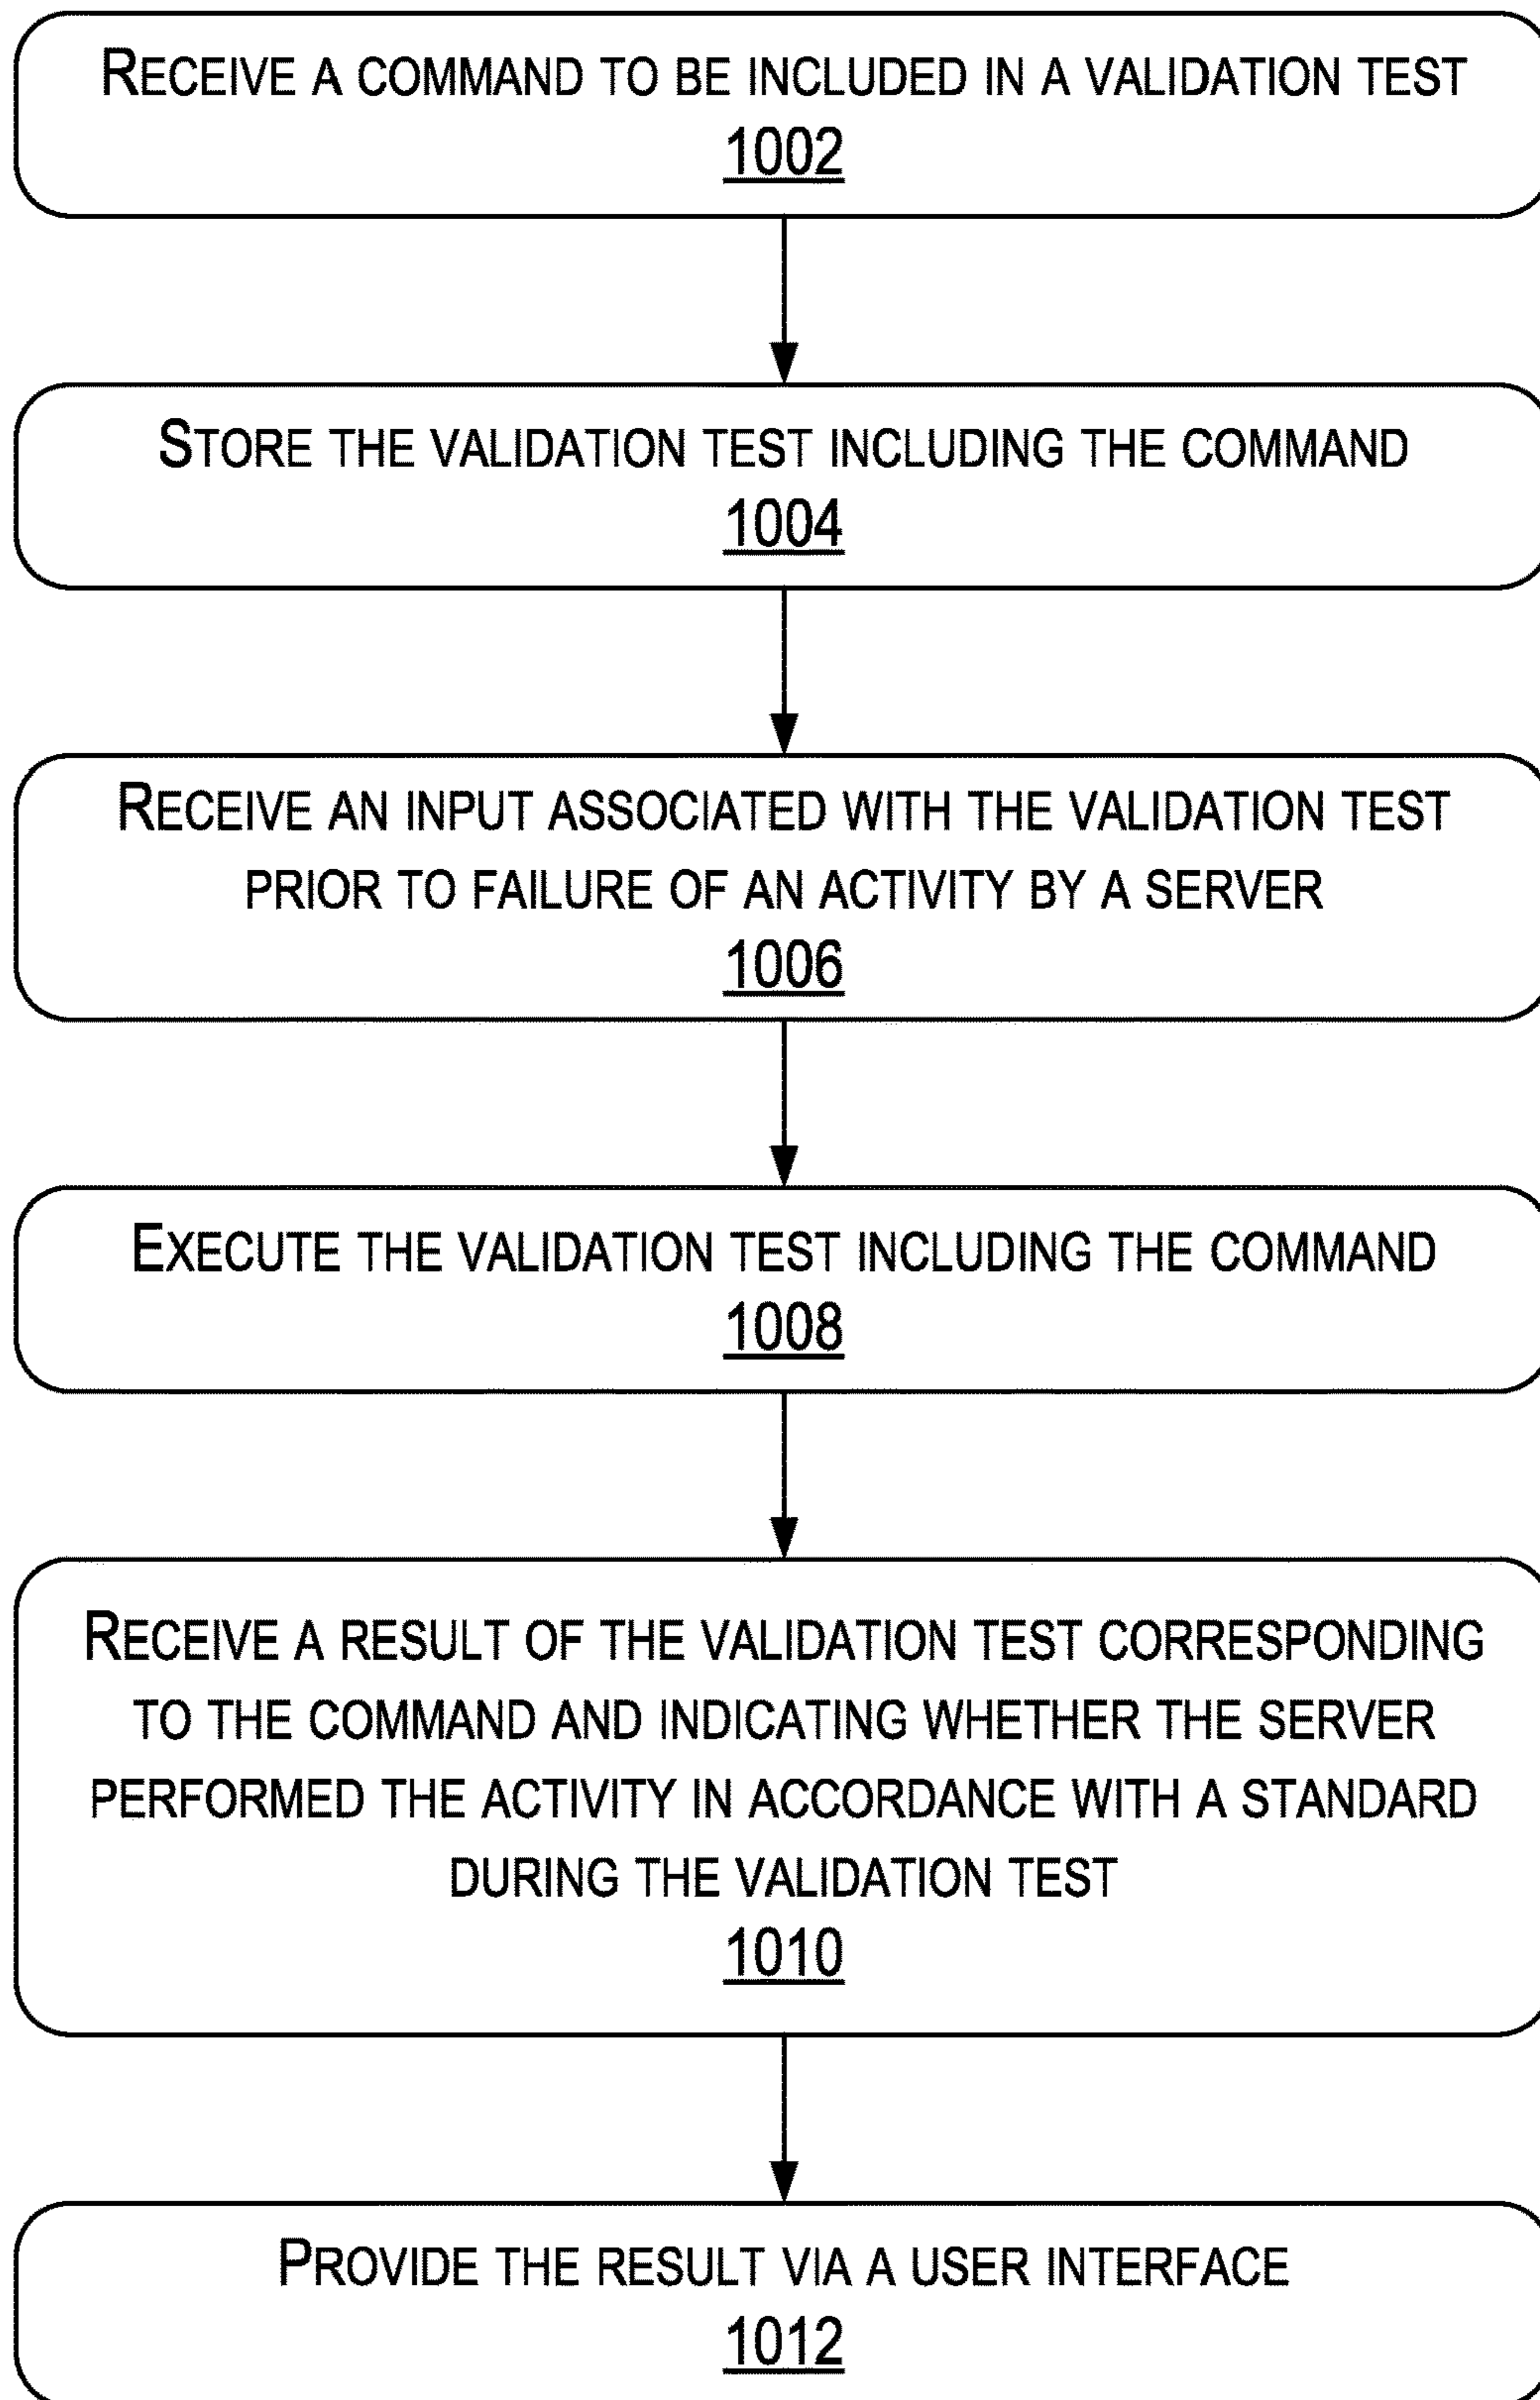 RECEIVE A COMMAND TO BE INCLUDED IN A VALIDATION TEST
1002
STORE THE VALIDATION TEST INCLUDING THE COMMAND
1004
RECEIVE AN INPUT ASSOCIATED WITH THE VALIDATION TEST
PRIOR TO FAILURE OF AN ACTIVITY BY A SERVER
1006
EXECUTE THE VALIDATION TEST INCLUDING THE COMMAND
1008
RECEIVE A RESULT OF THE VALIDATION TEST CORRESPONDING
TO THE COMMAND AND INDICATING WHETHER THE SERVER
PERFORMED THE ACTIVITY IN ACCORDANCE WITH A STANDARD
DURING THE VALIDATION TEST
1010
PROVIDE THE RESULT VIA A USER INTERFACE
1012